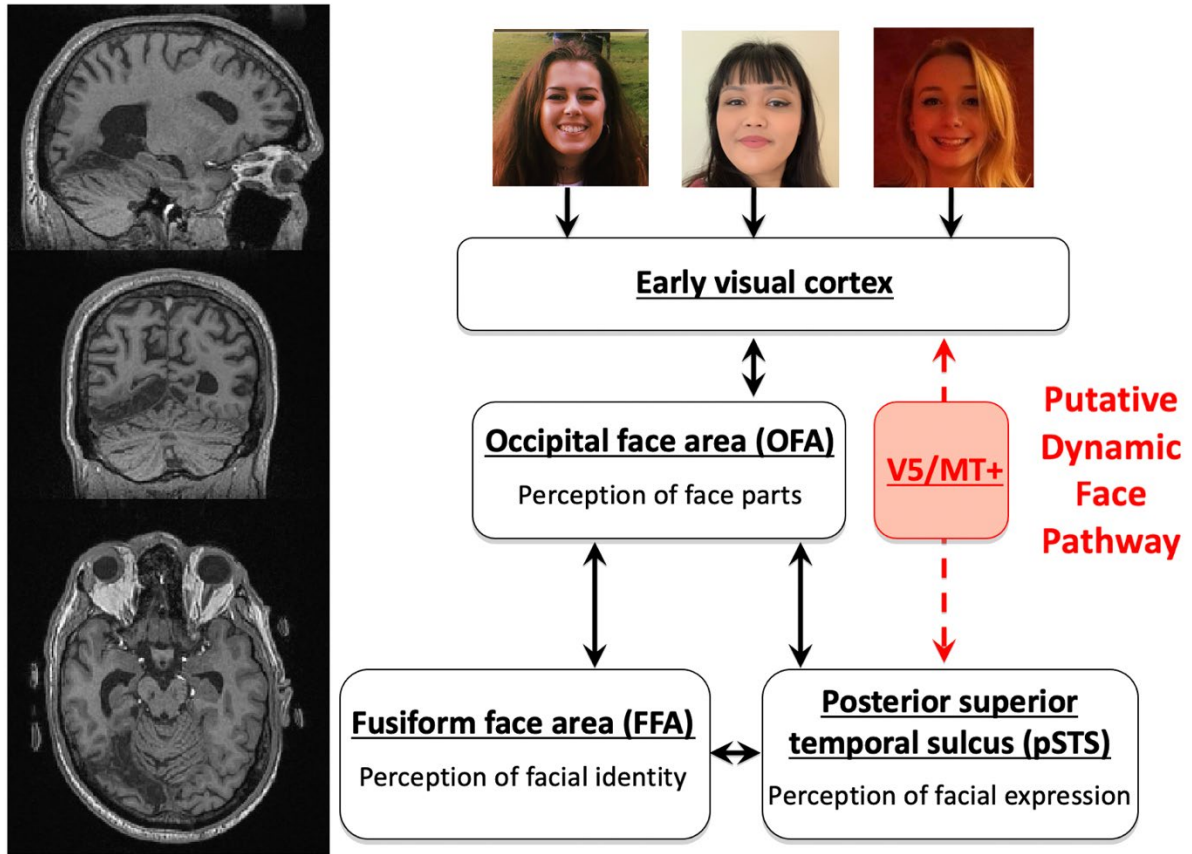 Early visual cortex
Occipital face area (OFA)
Perception of face parts
V5/MT+
Putative
Dynamic
Face
Pathway
Fusiform face area (FFA)
Perception of facial identity
Posterior superior
temporal sulcus (pSTS)
Perception of facial expression